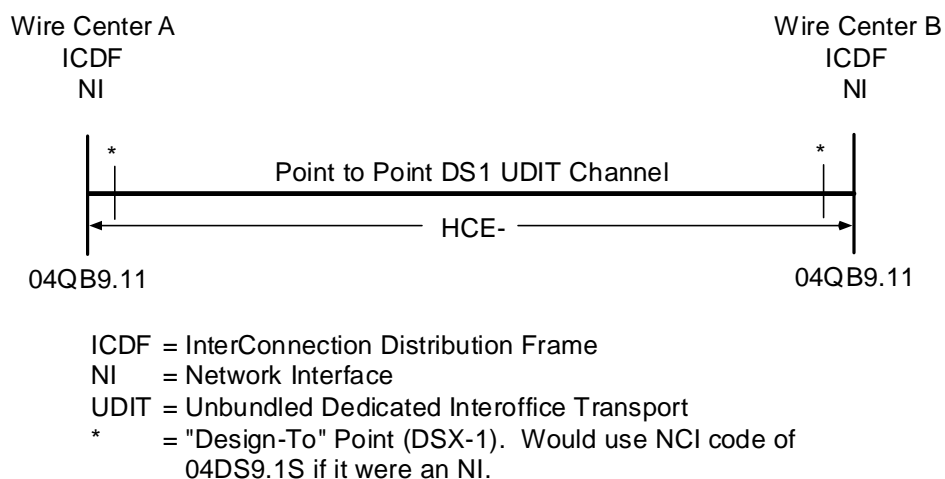 Wire Center A
ICDF
NI
Wire Center B
ICDF
NI
*
*
Point to Point DS1 UDIT Channel
HCE-
04QB9.11
04QB9.11
ICDF = InterConnection Distribution Frame
NI = Network Interface
UDIT = Unbundled Dedicated Interoffice Transport
* = "Design-To" Point (DSX-1). Would use NCI code of
04DS9.1S if it were an NI.